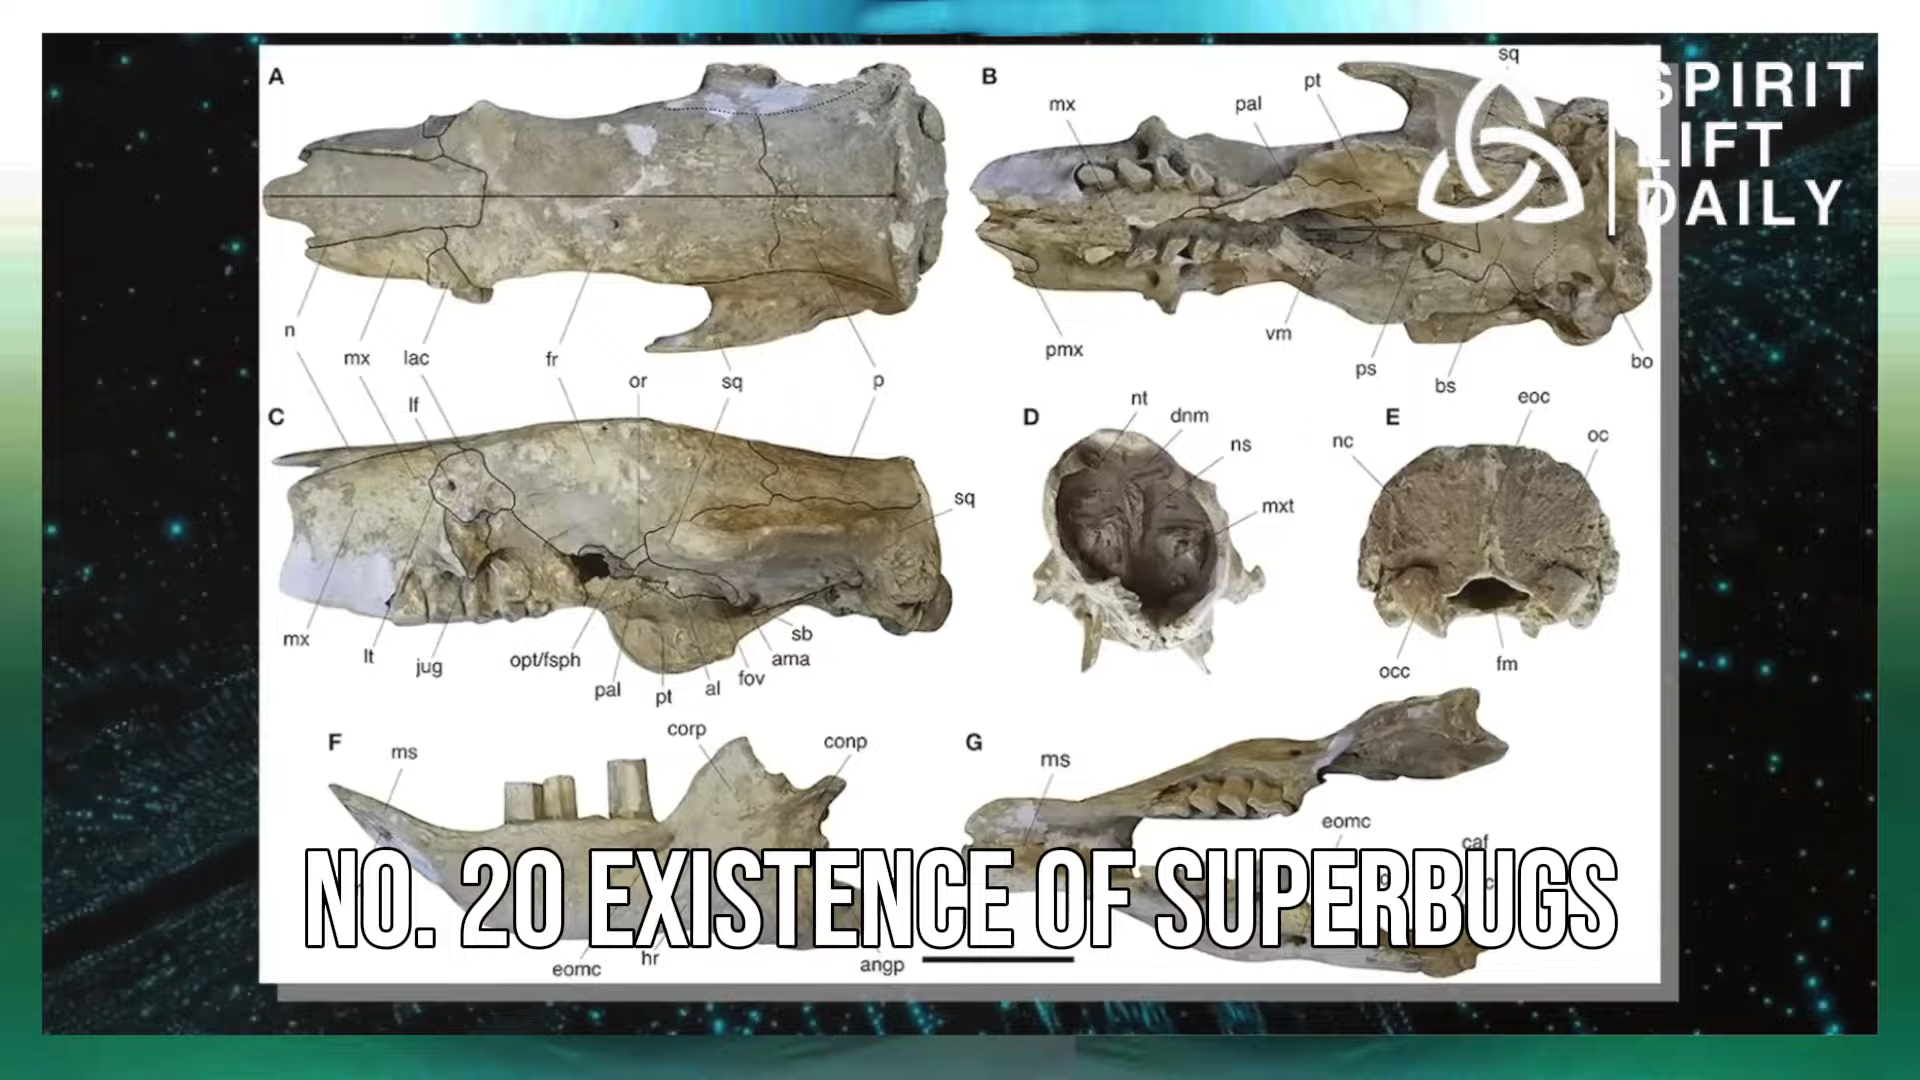 A
B
sq
pt
mx
pal
SPIRIT
LIFT
DAILY
n
mx
lac
fr
or
sq
p
pmx
vm
ps
bs
bo
C
lf
D
nt
dnm
ns
mxt
E
eoc
nc
oc
sq
mx
lt
jug
opt/fsph
pal
pt
al
fov
ama
sb
occ
fm
F
ms
corp
conp
G
ms
eomc
caf
NO. 20 EXISTENCE OF SUPERBUGS
eomc
hr
angp